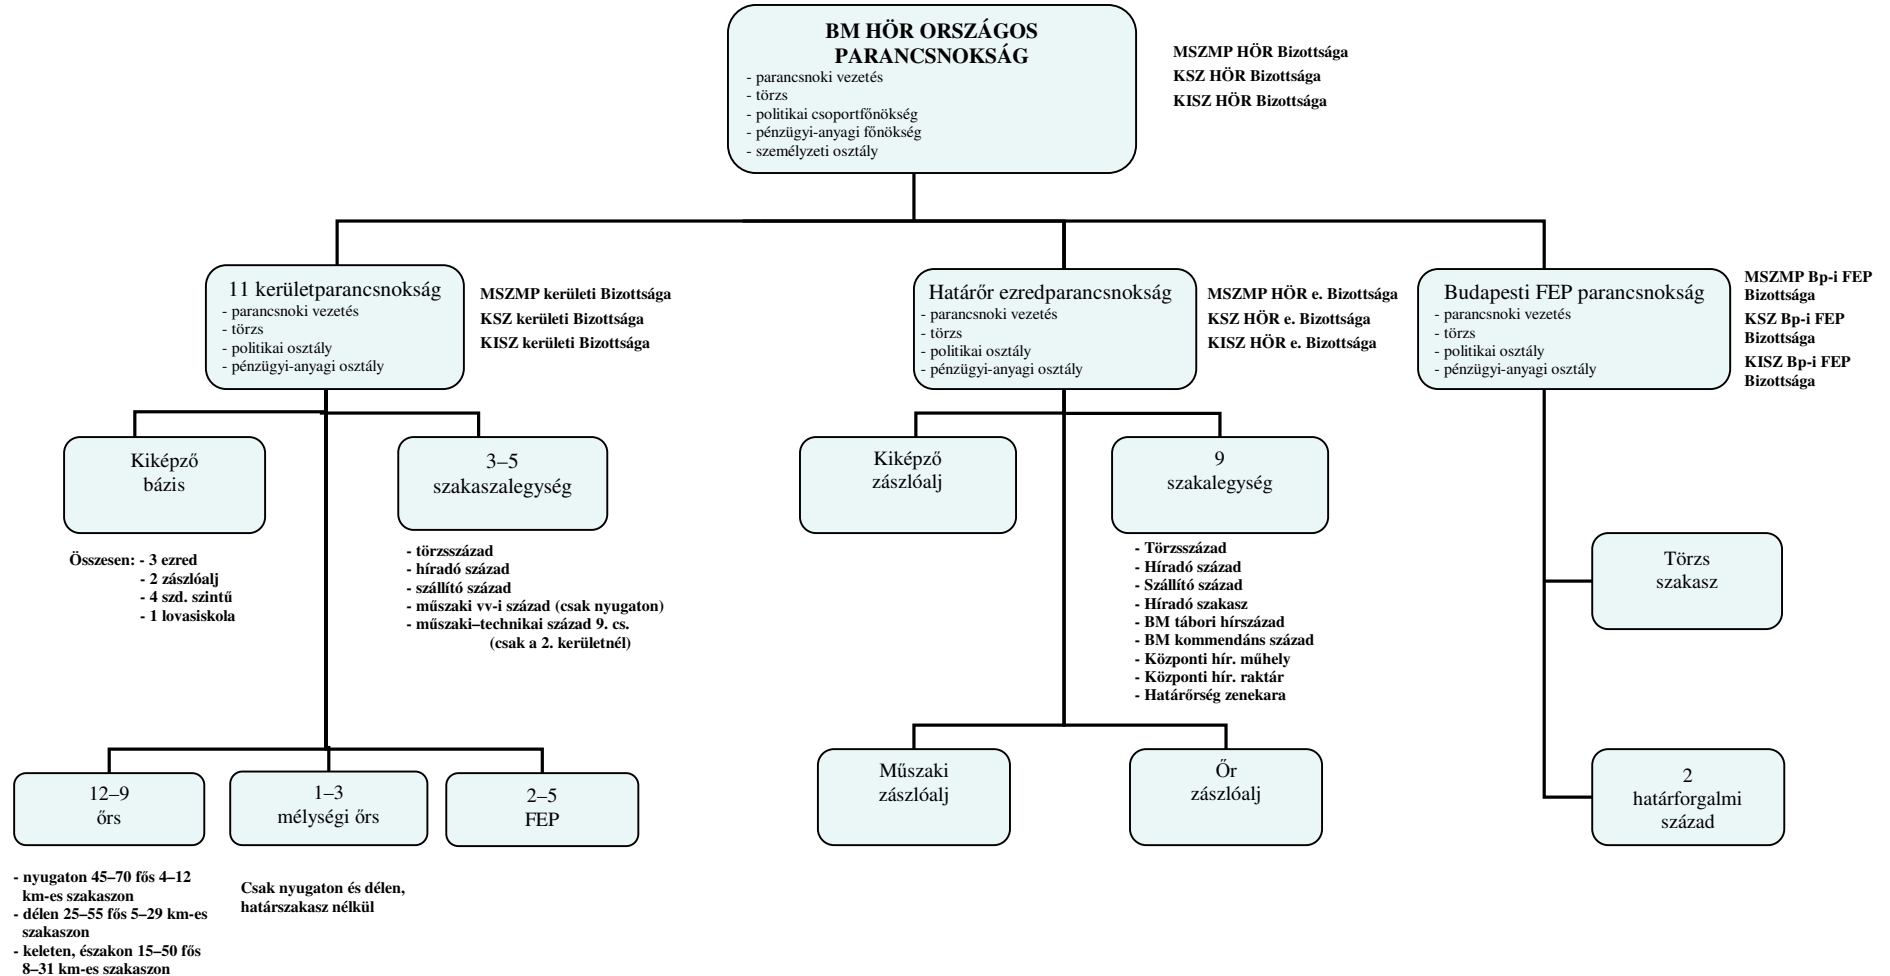 BM HÖR ORSZÁGOS
PARANCSNOKSÁG
- parancsnoki vezetés
- törzs
- politikai csoportfőnökség
- pénzügyi-anyagi főnökség
- személyzeti osztály
MSZMP HÖR Bizottsága
KSZ HÖR Bizottsága
KISZ HÖR Bizottsága
11 kerületparancsnokság
- parancsnoki vezetés
- törzs
- politikai osztály
- pénzügyi-anyagi osztály
MSZMP kerületi Bizottsága
KSZ kerületi Bizottsága
KISZ kerületi Bizottsága
Határőr ezredparancsnokság
- parancsnoki vezetés
- törzs
- politikai osztály
- pénzügyi-anyagi osztály
MSZMP HÖR e. Bizottsága
KSZ HÖR e. Bizottsága
KISZ HÖR e. Bizottsága
Budapesti FEP parancsnokság
- parancsnoki vezetés
- törzs
- politikai osztály
- pénzügyi-anyagi osztály
MSZMP Bp-i FEP
Bizottsága
KSZ Bp-i FEP
Bizottsága
KISZ Bp-i FEP
Bizottsága
Kiképző
bázis
Összesen: - 3 ezred
- 2 zászlóalj
- 4 szd. szintű
- 1 lovasiskola
3–5
szakaszalegység
- törzsszázad
- híradó század
- szállító század
- műszaki vv-i század (csak nyugaton)
- műszaki–technikai század 9. cs.
(csak a 2. kerületnél)
Kiképző
zászlóalj
9
szakalegység
- Törzsszázad
- Híradó század
- Szállító század
- Híradó szakasz
- BM tábori hírszázad
- BM kommendáns század
- Központi hír. műhely
- Központi hír. raktár
- Határőrség zenekara
Törzs
szakasz
12–9
őrs
1–3
mélységi őrs
2–5
FEP
Műszaki
zászlóalj
Őr
zászlóalj
2
határforgalmi
század
- nyugaton 45–70 fős 4–12
km-es szakaszon
- délen 25–55 fős 5–29 km-es
szakaszon
- keleten, északon 15–50 fős
8–31 km-es szakaszon
Csak nyugaton és délen,
határszakasz nélkül